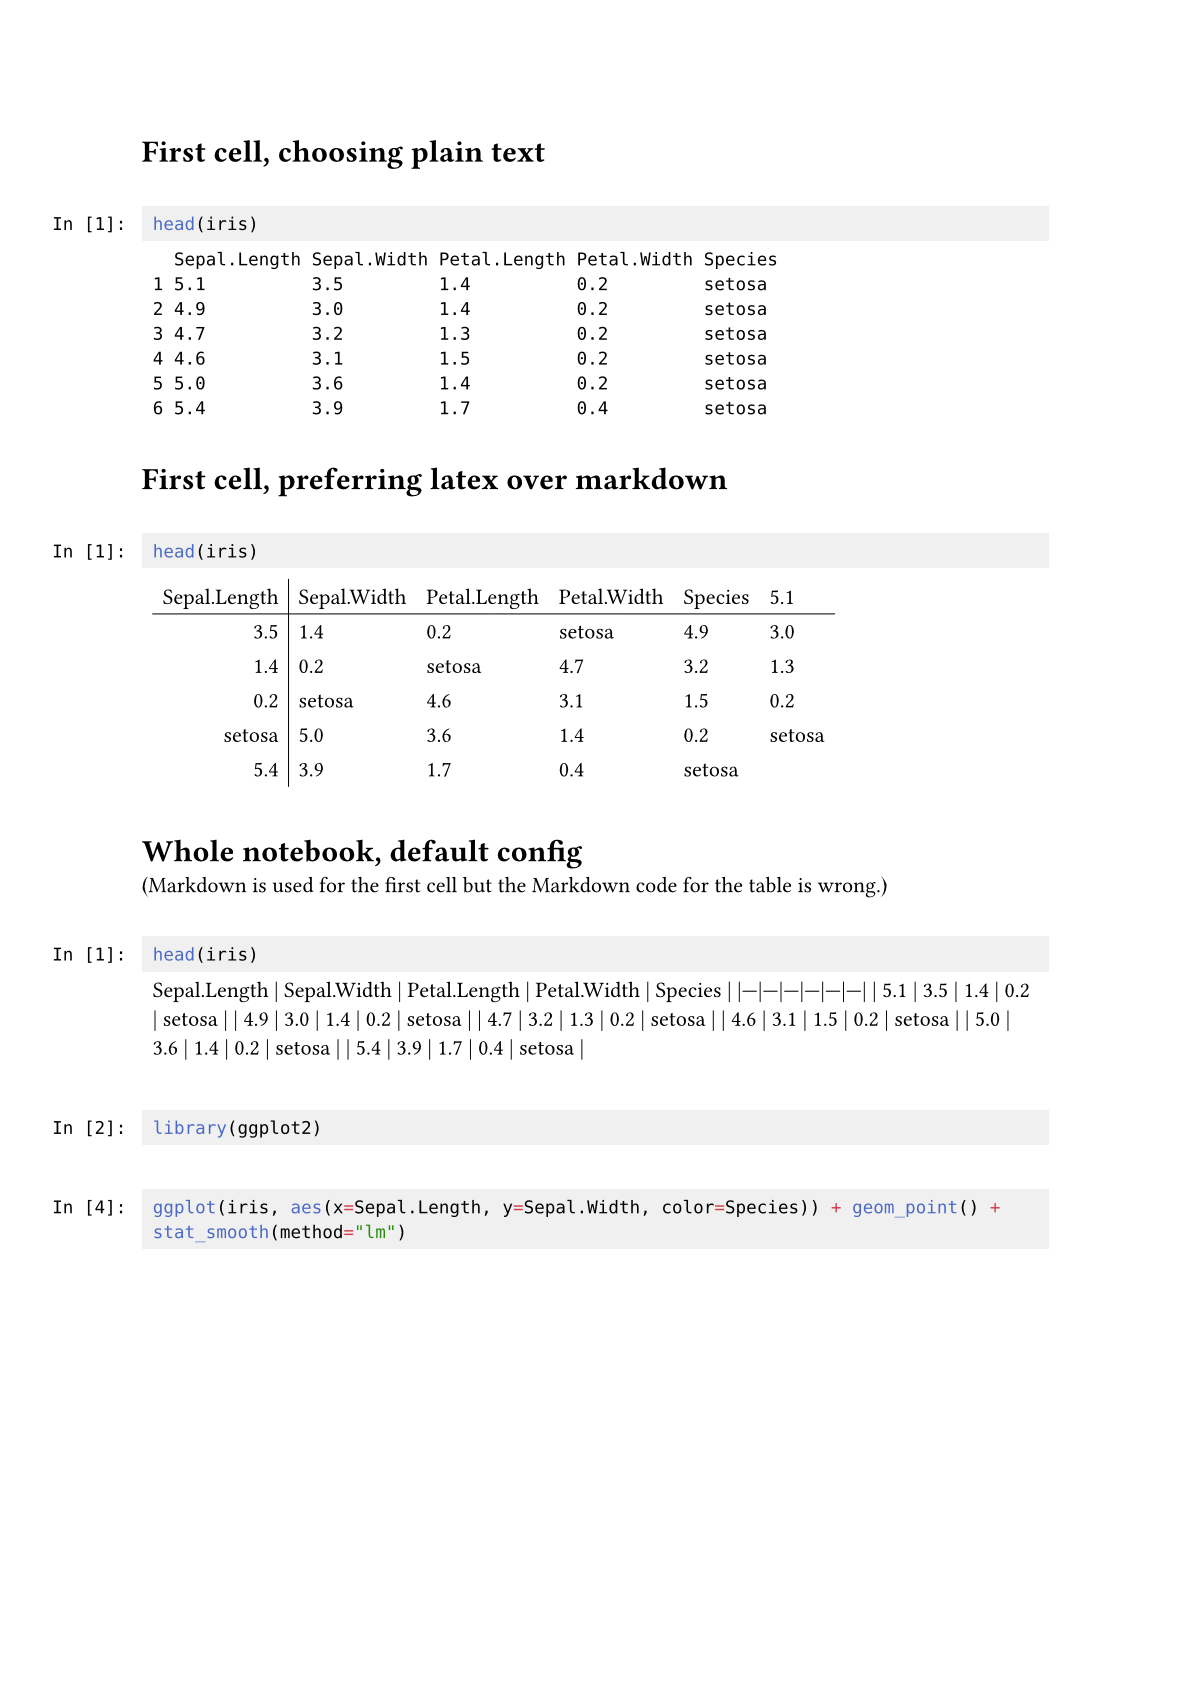 First cell, choosing plain text
In [1]: head(iris)
  Sepal.Length Sepal.Width Petal.Length Petal.Width Species
1 5.1          3.5         1.4          0.2         setosa
2 4.9          3.0         1.4          0.2         setosa
3 4.7          3.2         1.3          0.2         setosa
4 4.6          3.1         1.5          0.2         setosa
5 5.0          3.6         1.4          0.2         setosa
6 5.4          3.9         1.7          0.4         setosa
First cell, preferring latex over markdown
In [1]: head(iris)
Sepal.Length Sepal.Width Petal.Length Petal.Width Species 5.1
3.5 1.4 0.2 setosa 4.9 3.0
1.4 0.2 setosa 4.7 3.2 1.3
0.2 setosa 4.6 3.1 1.5 0.2
setosa 5.0 3.6 1.4 0.2 setosa
5.4 3.9 1.7 0.4 setosa
Whole notebook, default config
(Markdown is used for the first cell but the Markdown code for the table is wrong.)
In [1]: head(iris)
Sepal.Length | Sepal.Width | Petal.Length | Petal.Width | Species | |—|—|—|—|—|—| | 5.1 | 3.5 | 1.4 | 0.2
| setosa | | 4.9 | 3.0 | 1.4 | 0.2 | setosa | | 4.7 | 3.2 | 1.3 | 0.2 | setosa | | 4.6 | 3.1 | 1.5 | 0.2 | setosa | | 5.0 |
3.6 | 1.4 | 0.2 | setosa | | 5.4 | 3.9 | 1.7 | 0.4 | setosa |
In [2]: library(ggplot2)
In [4]: ggplot(iris, aes(x=Sepal.Length, y=Sepal.Width, color=Species)) + geom_point() +
stat_smooth(method="lm")